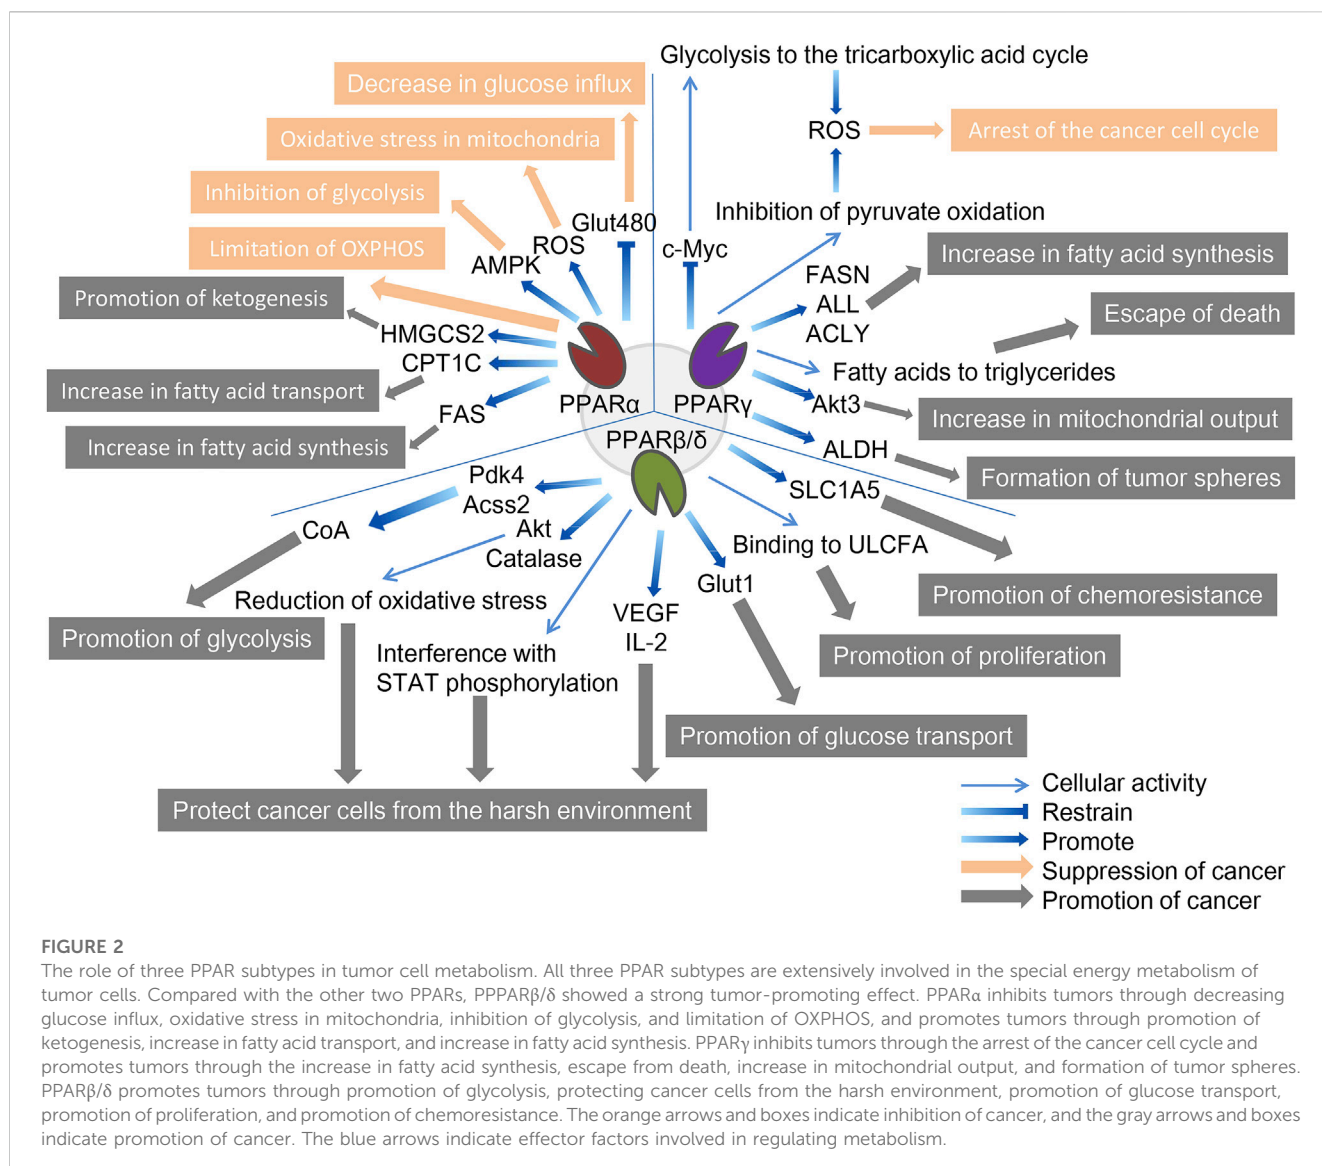 Glycolysis to the tricarboxylic acid cycle
Decrease in glucose influx
Oxidative stress in mitochondria
ROS
Arrest of the cancer cell cycle
Inhibition of glycolysis
Inhibition of pyruvate oxidation
Glut480
ROS
c-Myc
Limitation of OXPHOS
AMPK
FASN
ALL
ACLY
Increase in fatty acid synthesis
Promotion of ketogenesis
HMGCS2
Escape of death
CPT1C
Fatty acids to triglycerides
Increase in fatty acid transport
FAS
PPARα
PPARγ
Akt3
Increase in mitochondrial output
Increase in fatty acid synthesis
PPARβ/δ
ALDH
Formation of tumor spheres
Pdk4
Acss2
SLC1A5
CoA
Akt
Catalase
Binding to ULCFA
Glut1
Promotion of chemoresistance
Reduction of oxidative stress
VEGF
IL-2
Promotion of glycolysis
Interference with
STAT phosphorylation
Promotion of proliferation
Promotion of glucose transport
Protect cancer cells from the harsh environment
Cellular activity
Restrain
Promote
Suppression of cancer
Promotion of cancer
FIGURE 2
The role of three PPAR subtypes in tumor cell metabolism. All three PPAR subtypes are extensively involved in the special energy metabolism of
tumor cells. Compared with the other two PPARs, PPPARβ/δ showed a strong tumor-promoting effect. PPARα inhibits tumors through decreasing
glucose influx, oxidative stress in mitochondria, inhibition of glycolysis, and limitation of OXPHOS, and promotes tumors through promotion of
ketogenesis, increase in fatty acid transport, and increase in fatty acid synthesis. PPARγ inhibits tumors through the arrest of the cancer cell cycle and
promotes tumors through the increase in fatty acid synthesis, escape from death, increase in mitochondrial output, and formation of tumor spheres.
PPARβ/δ promotes tumors through promotion of glycolysis, protecting cancer cells from the harsh environment, promotion of glucose transport,
promotion of proliferation, and promotion of chemoresistance. The orange arrows and boxes indicate inhibition of cancer, and the gray arrows and boxes
indicate promotion of cancer. The blue arrows indicate effector factors involved in regulating metabolism.